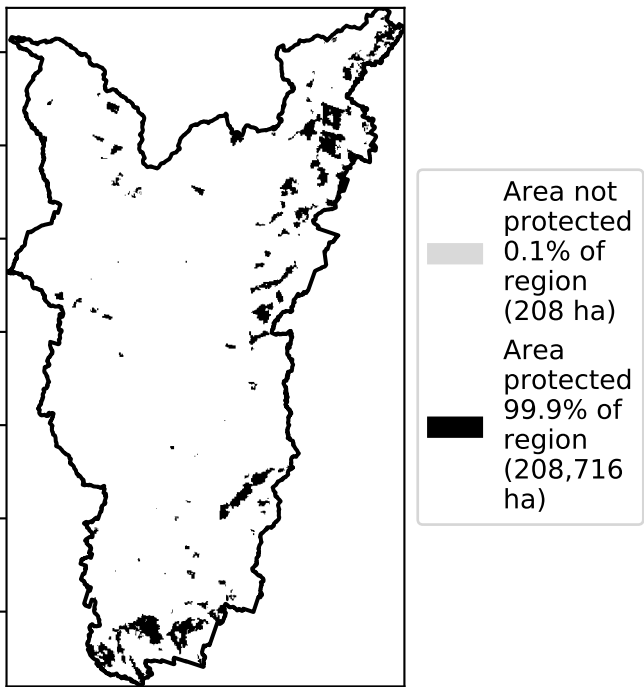 Area not
protected
0.1% of
region
(208 ha)
Area
protected
99.9% of
region
(208,716
ha)